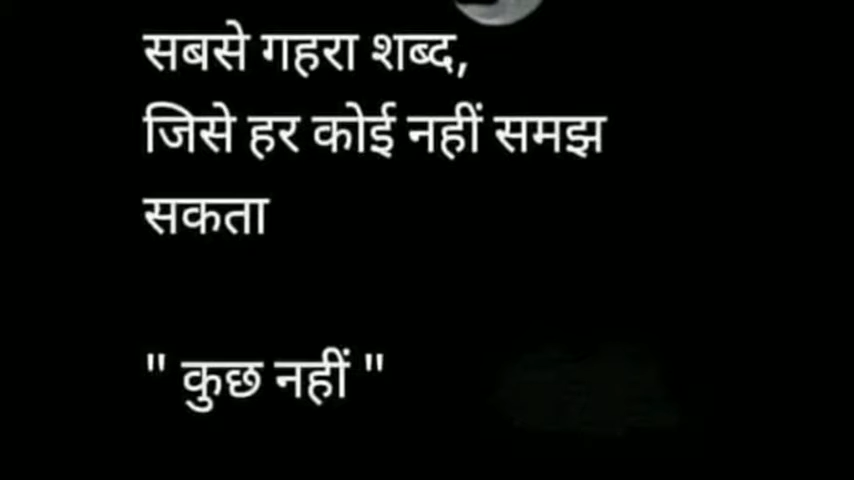 सबसे गहरा शब्द,
जिसे हर कोई नहीं समझ
सकता
" कुछ नहीं "